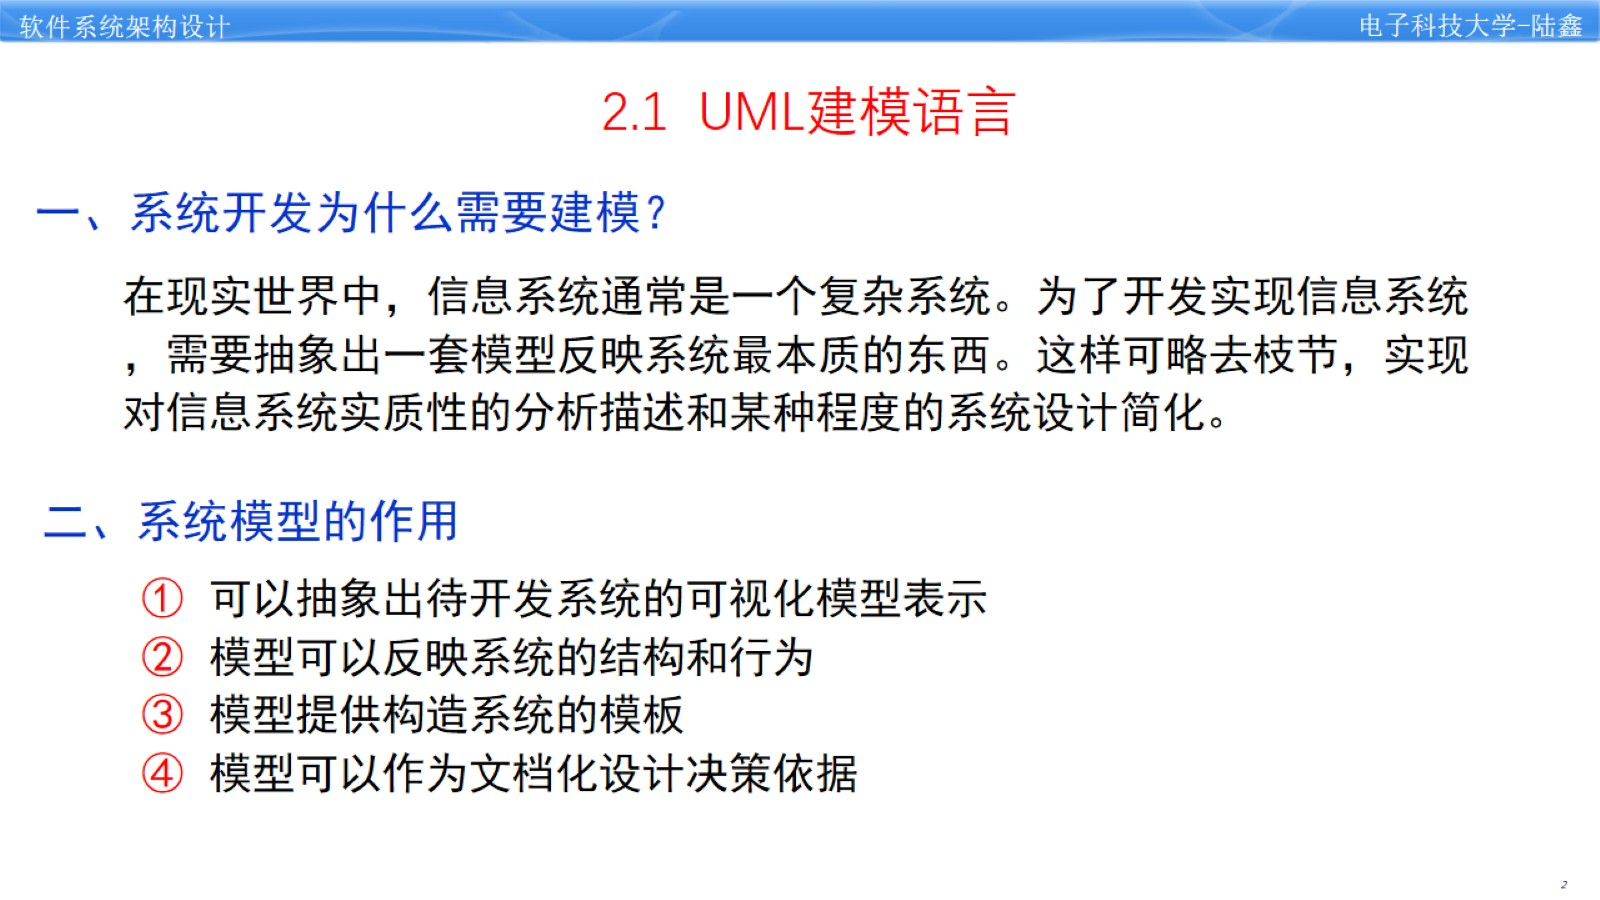 软件系统架构设计
电子科技大学-陆鑫
2.1 UML建模语言
一、系统开发为什么需要建模？
在现实世界中，信息系统通常是一个复杂系统。为了开发实现信息系统
，需要抽象出一套模型反映系统最本质的东西。这样可略去枝节，实现
对信息系统实质性的分析描述和某种程度的系统设计简化。
二、系统模型的作用
① 可以抽象出待开发系统的可视化模型表示
② 模型可以反映系统的结构和行为
③ 模型提供构造系统的模板
④ 模型可以作为文档化设计决策依据
2